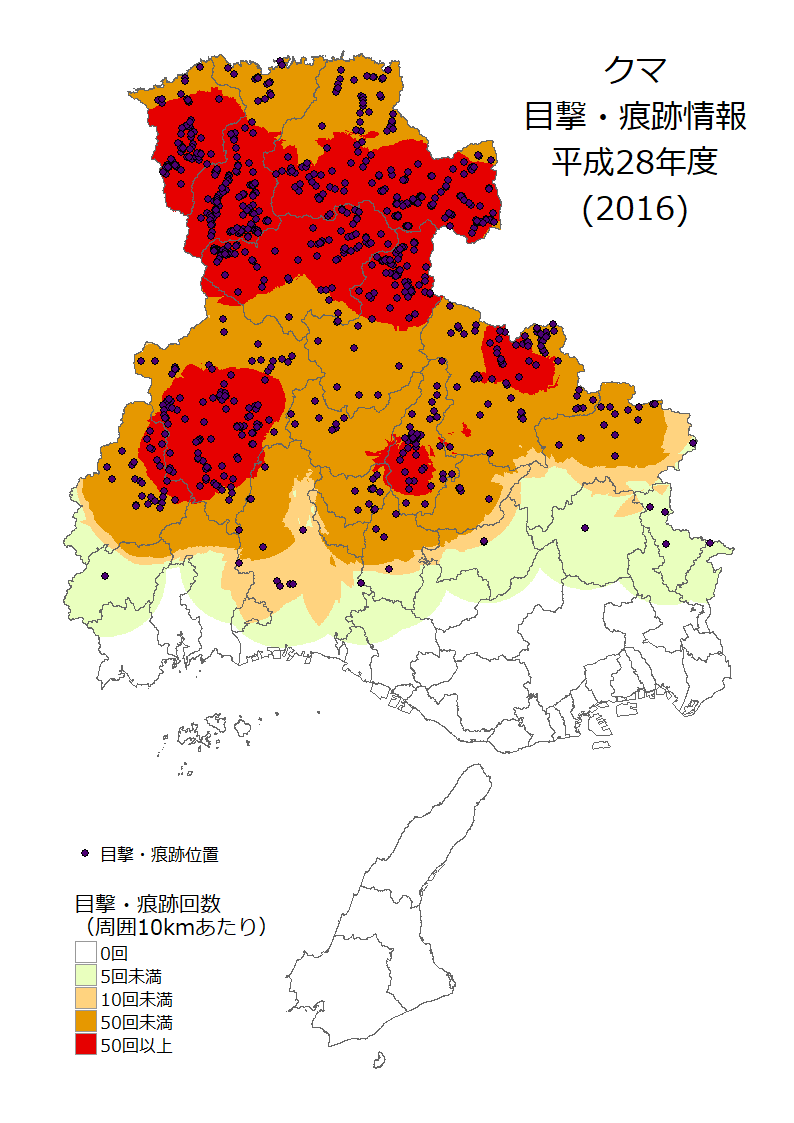 クマ
目撃・痕跡情報
平成28年度
(2016)
目撃・痕跡位置
目撃・痕跡回数
（周囲10kmあたり）
0回
5回未満
10回未満
50回未満
50回以上